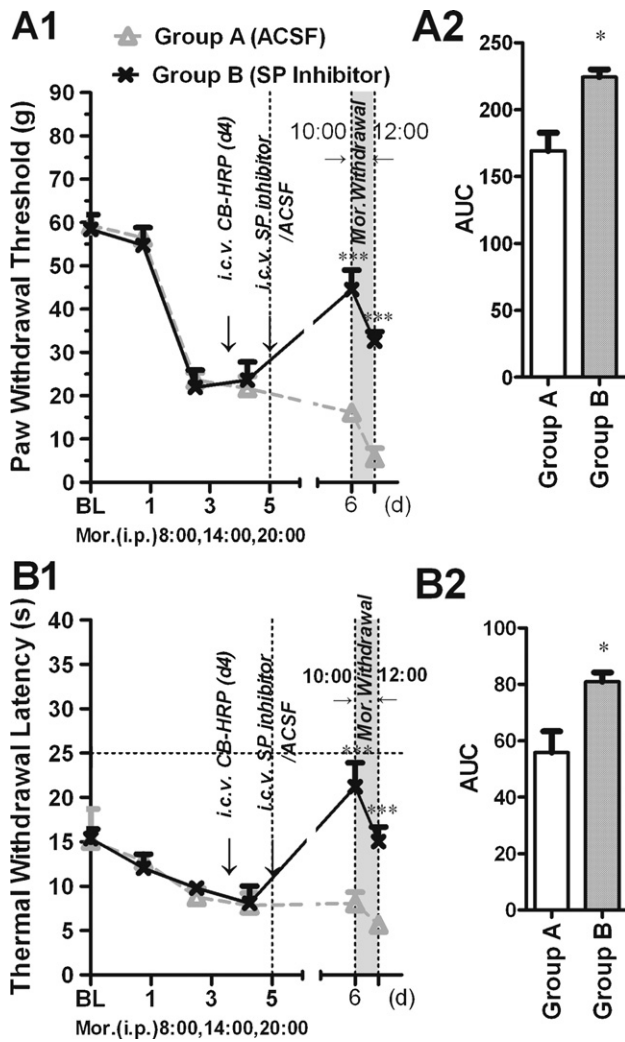 A1
Group A (ACSF)
Group B (SP Inhibitor)
Paw Withdrawal Threshold (g)
90
80
70
60
50
40
30
20
10
0
i.c.v. CB-HRP (d4)
i.c.v. SP inhibitor
/ACSF
10:00
Mor. Withdrawal
12:00
***
***
BL 1 3 5 6 (d)
Mor.(i.p.)8:00,14:00,20:00
A2
AUC
250
200
150
100
50
0
*
Group A
Group B
B1
Thermal Withdrawal Latency (s)
40
35
30
25
20
15
10
5
0
i.c.v. CB-HRP (d4)
i.c.v. SP inhibitor
/ACSF
10:00
Mor. Withdrawal
12:00
***
***
BL 1 3 5 6 (d)
Mor.(i.p.)8:00,14:00,20:00
B2
AUC
100
80
60
40
20
0
*
Group A
Group B